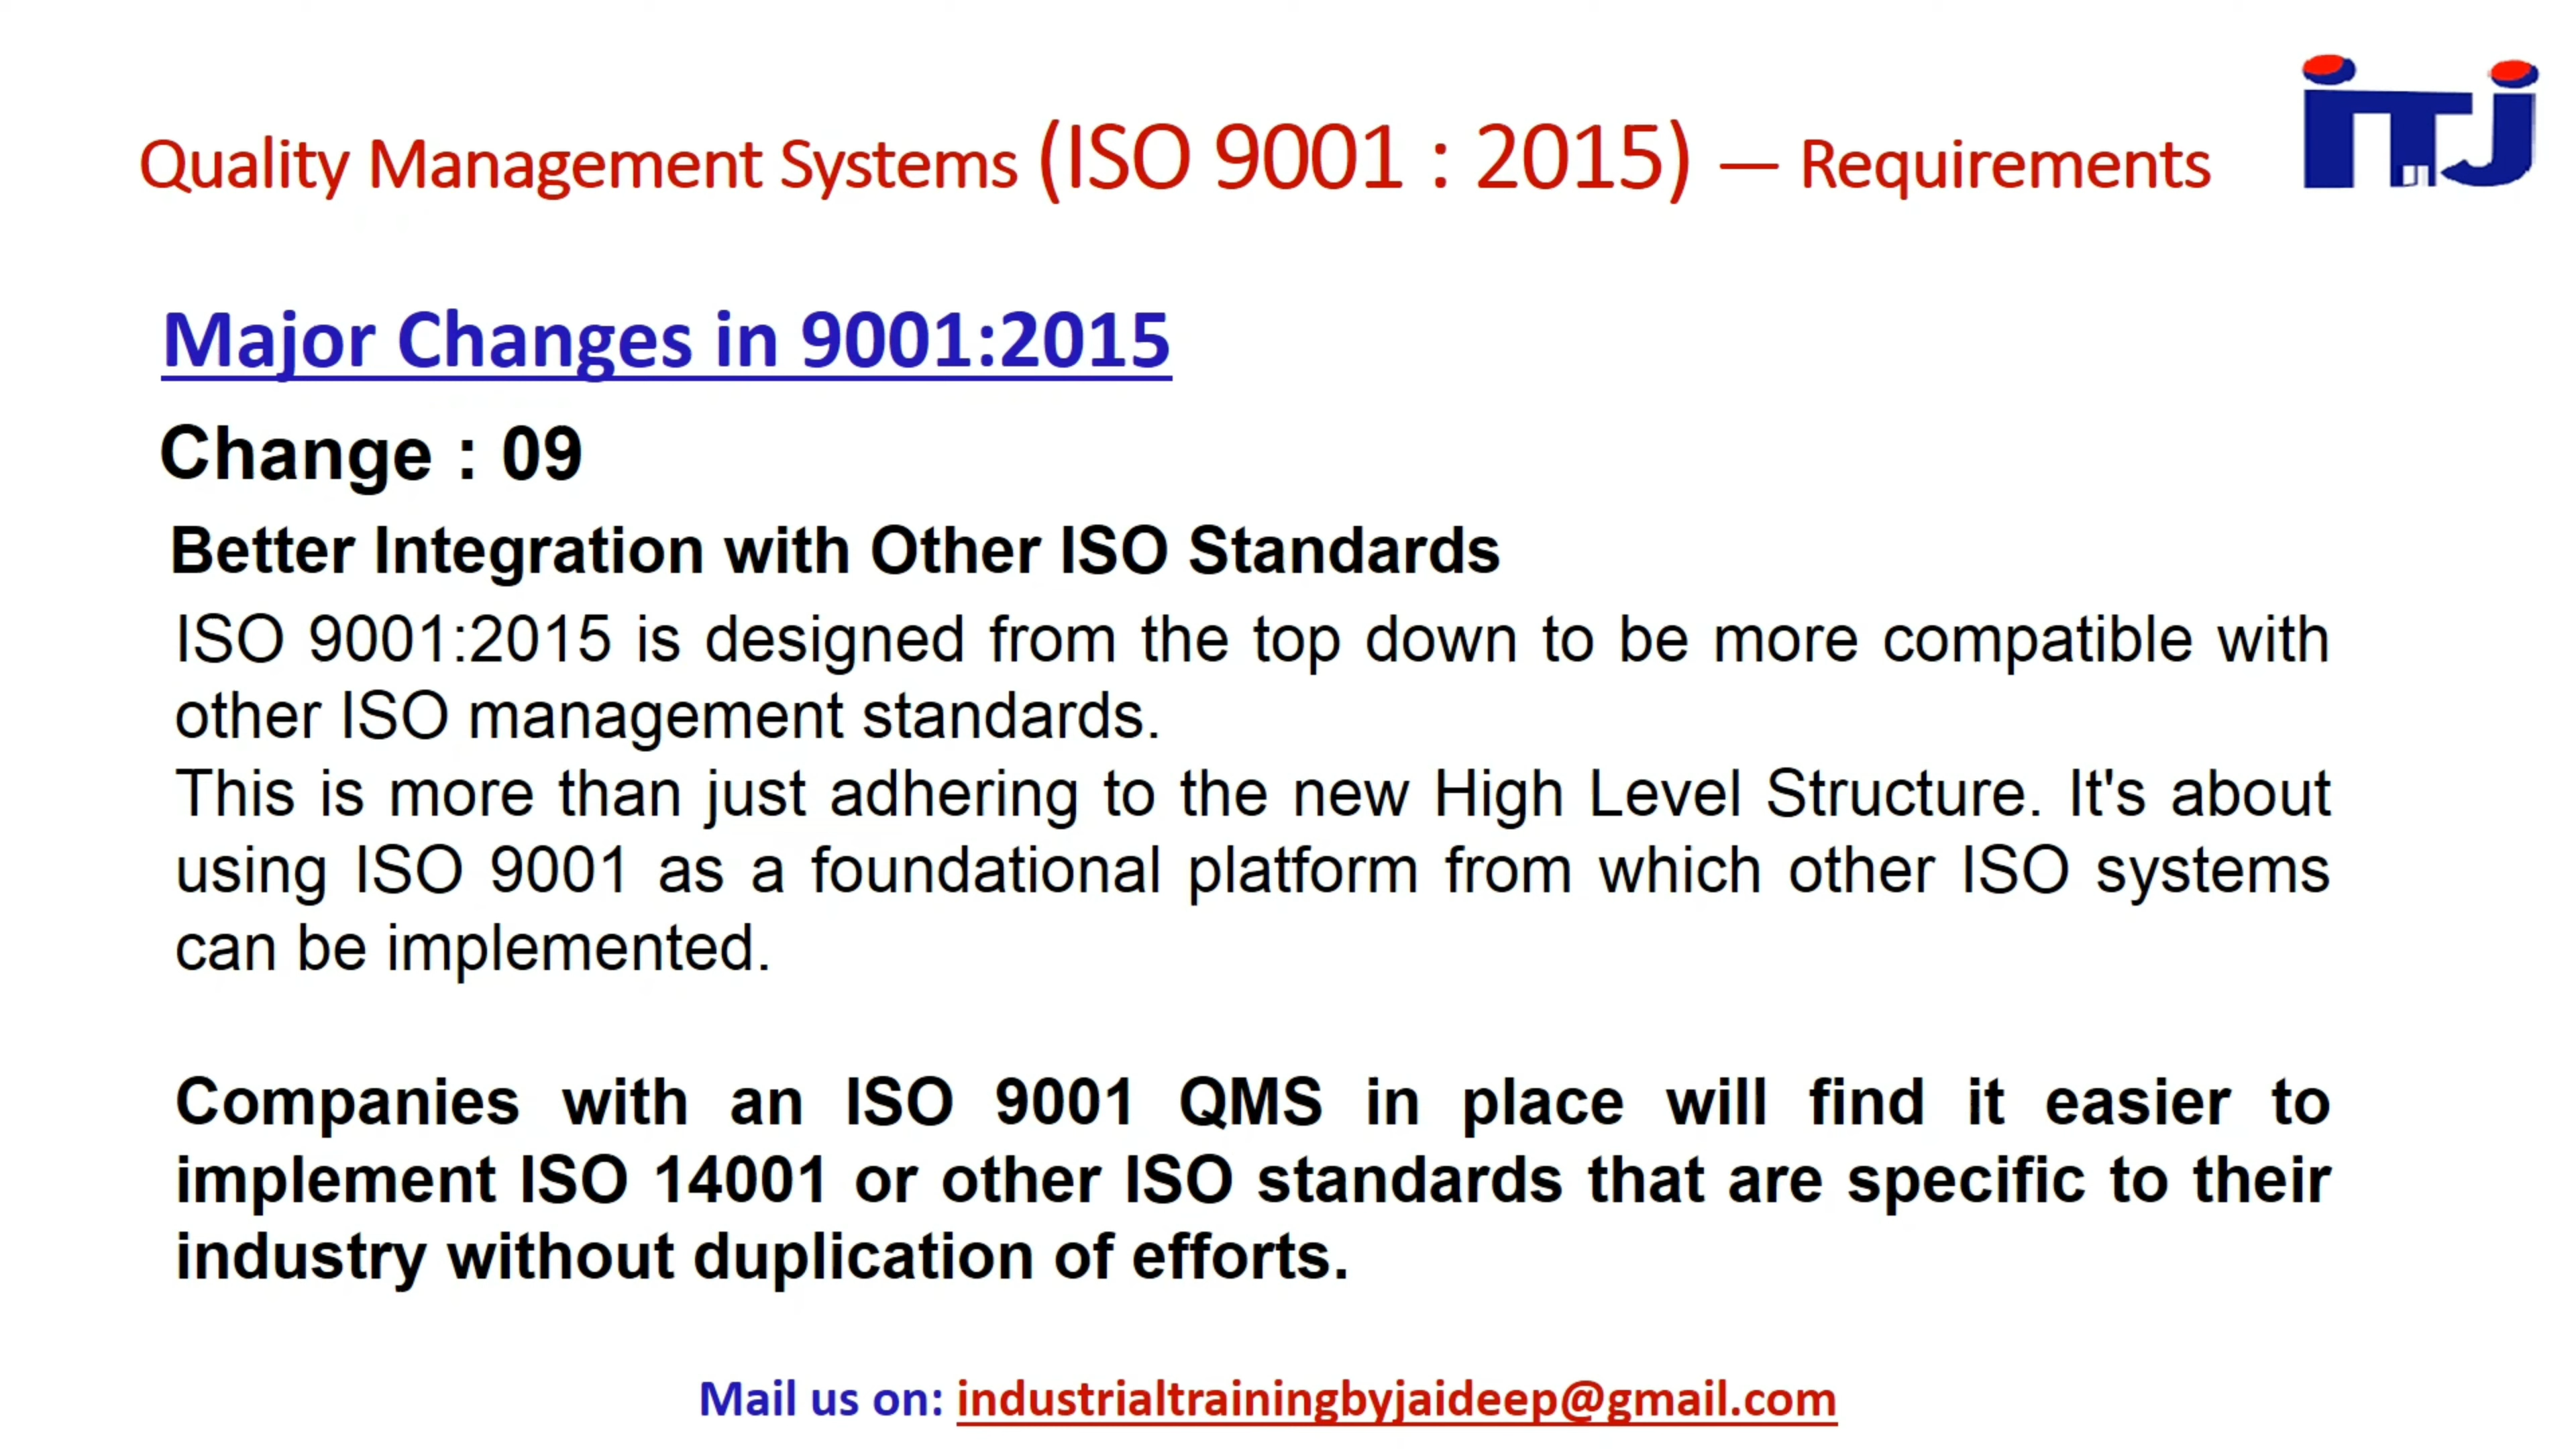 Quality Management Systems (ISO 9001 : 2015) — Requirements
ITJ
Major Changes in 9001:2015
Change : 09
Better Integration with Other ISO Standards
ISO 9001:2015 is designed from the top down to be more compatible with
other ISO management standards.
This is more than just adhering to the new High Level Structure. It's about
using ISO 9001 as a foundational platform from which other ISO systems
can be implemented.
Companies with an ISO 9001 QMS in place will find it easier to
implement ISO 14001 or other ISO standards that are specific to their
industry without duplication of efforts.
Mail us on: industrialtrainingbyjaideep@gmail.com